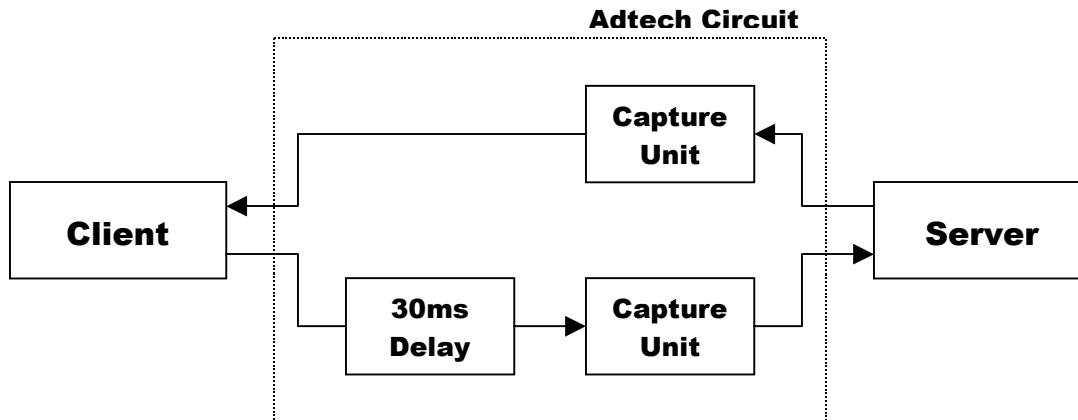 Adtech Circuit
Capture
Unit
Client
Server
30ms
Delay
Capture
Unit